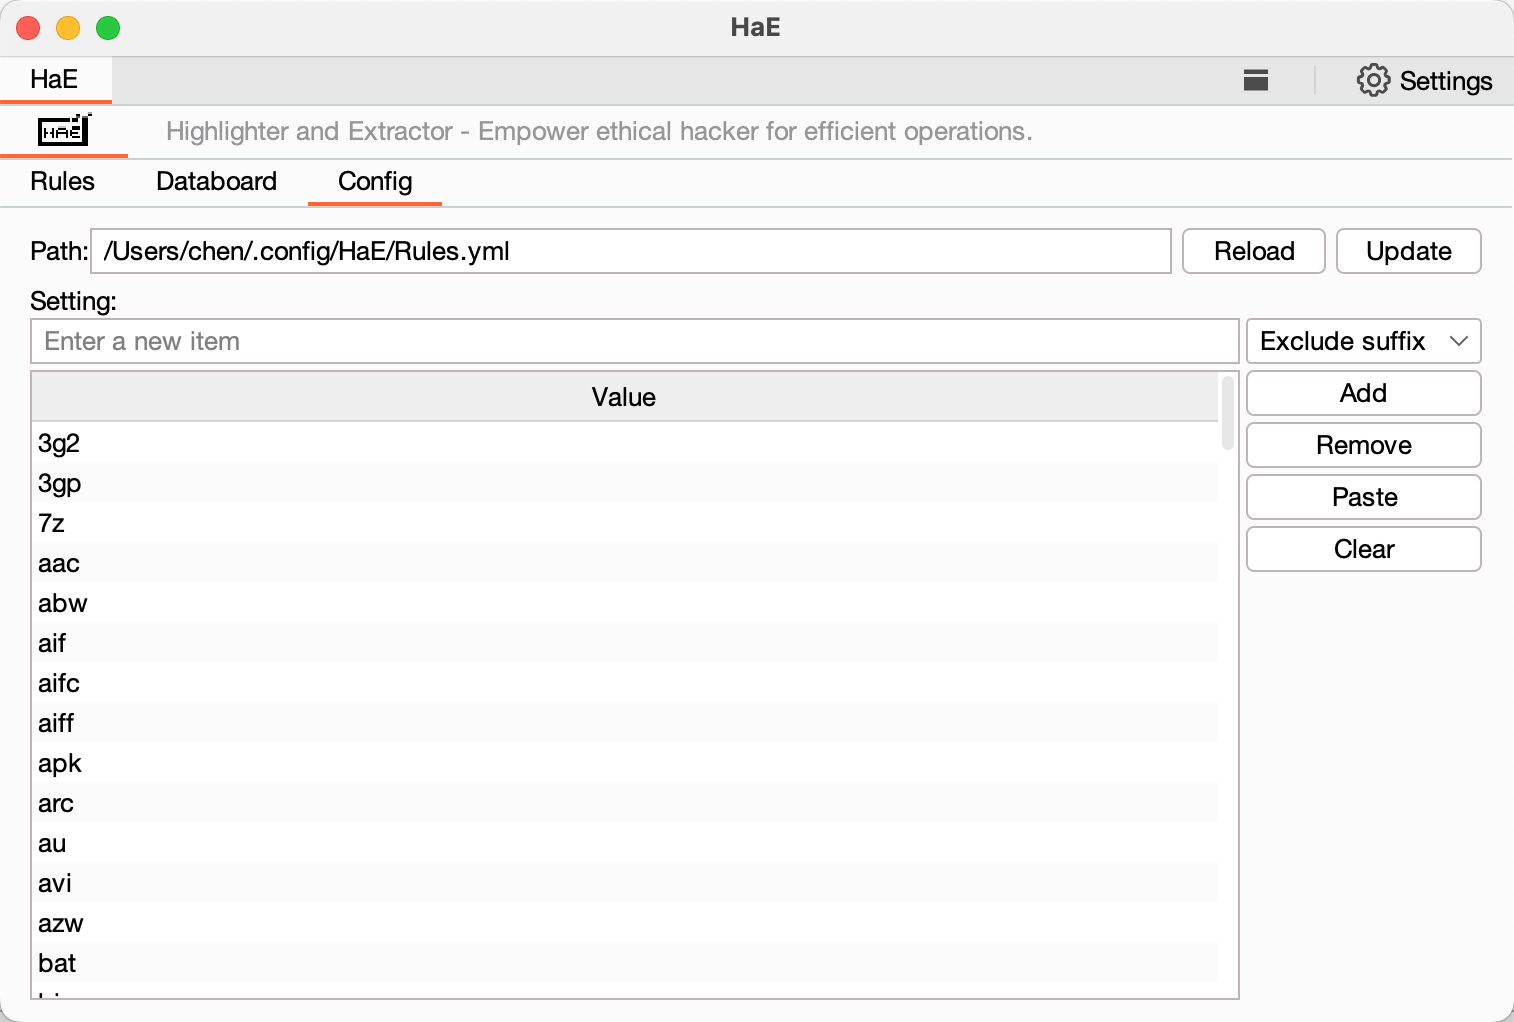 HaE
HaE
Settings
HAE
Highlighter and Extractor - Empower ethical hacker for efficient operations.
Rules Databoard Config
Path: /Users/chen/.config/HaE/Rules.yml Reload Update
Setting:
Enter a new item Exclude suffix
Value
Add
Remove
Paste
Clear
3g2
3gp
7z
aac
abw
aif
aifc
aiff
apk
arc
au
avi
azw
bat